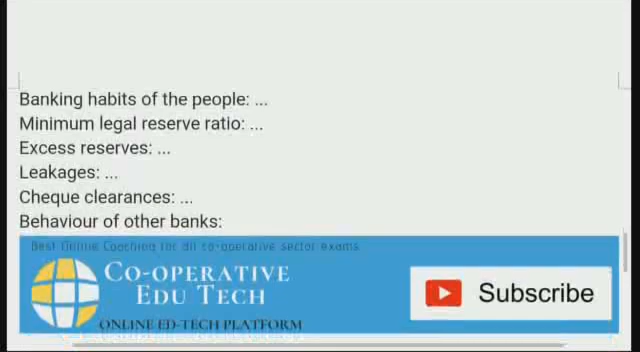 Banking habits of the people: ...
Minimum legal reserve ratio: ...
Excess reserves: ...
Leakages: ...
Cheque clearances: ...
Behaviour of other banks:
Best Online Coaching for all co-operative sector exams
CO-OPERATIVE
EDU TECH
ONLINE ED-TECH PLATFORM
Subscribe